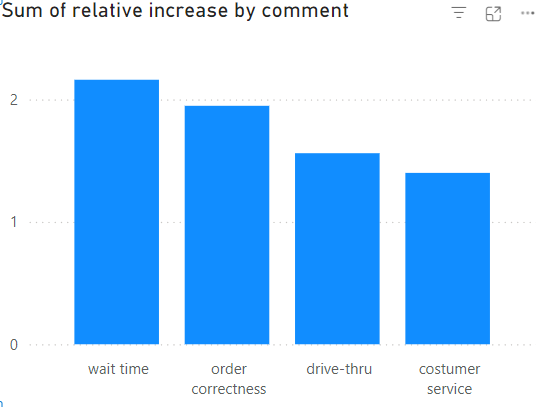 Sum of relative increase by comment
2
1
0
wait time
order
correctness
drive-thru
costumer
service